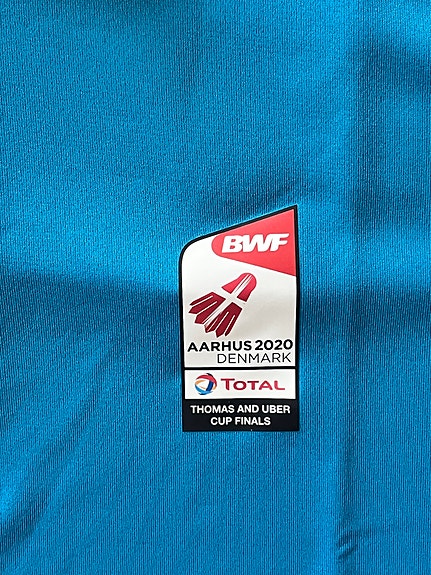 BWF
AARHUS 2020
DENMARK
TOTAL
THOMAS AND UBER
CUP FINALS